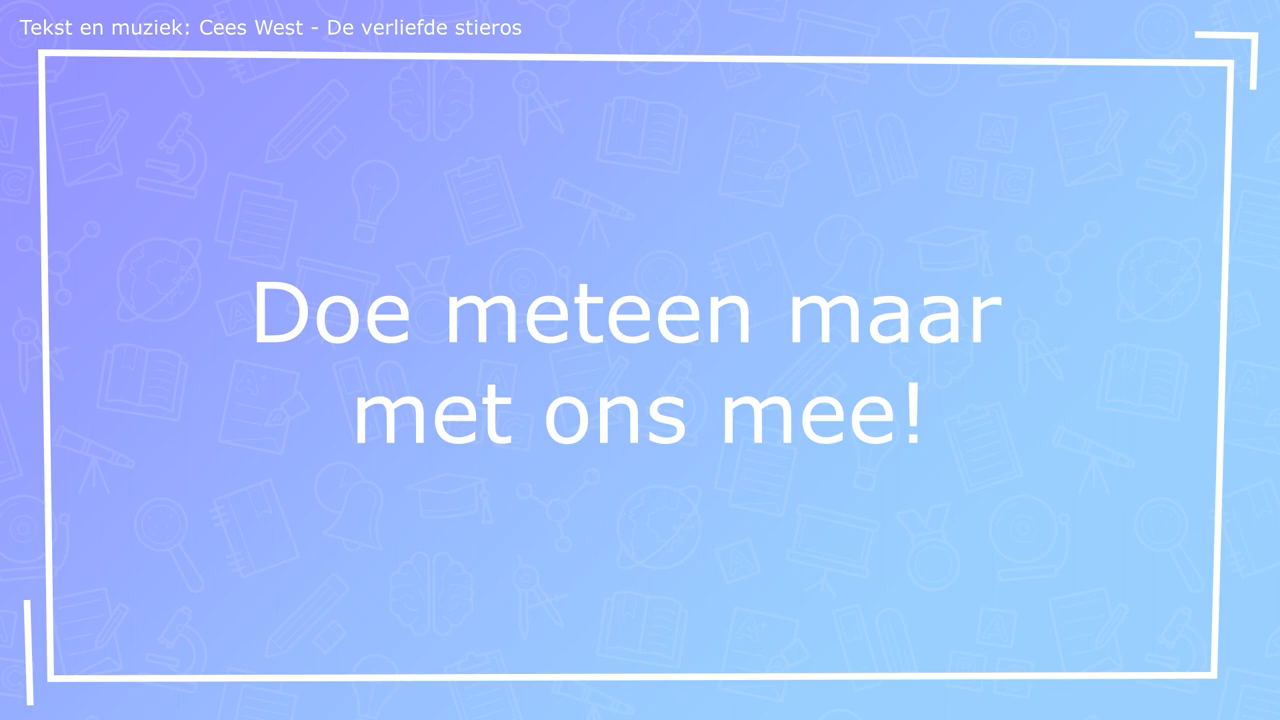 Tekst en muziek: Cees West - De verliefde stieros
Doe meteen maar
met ons mee!